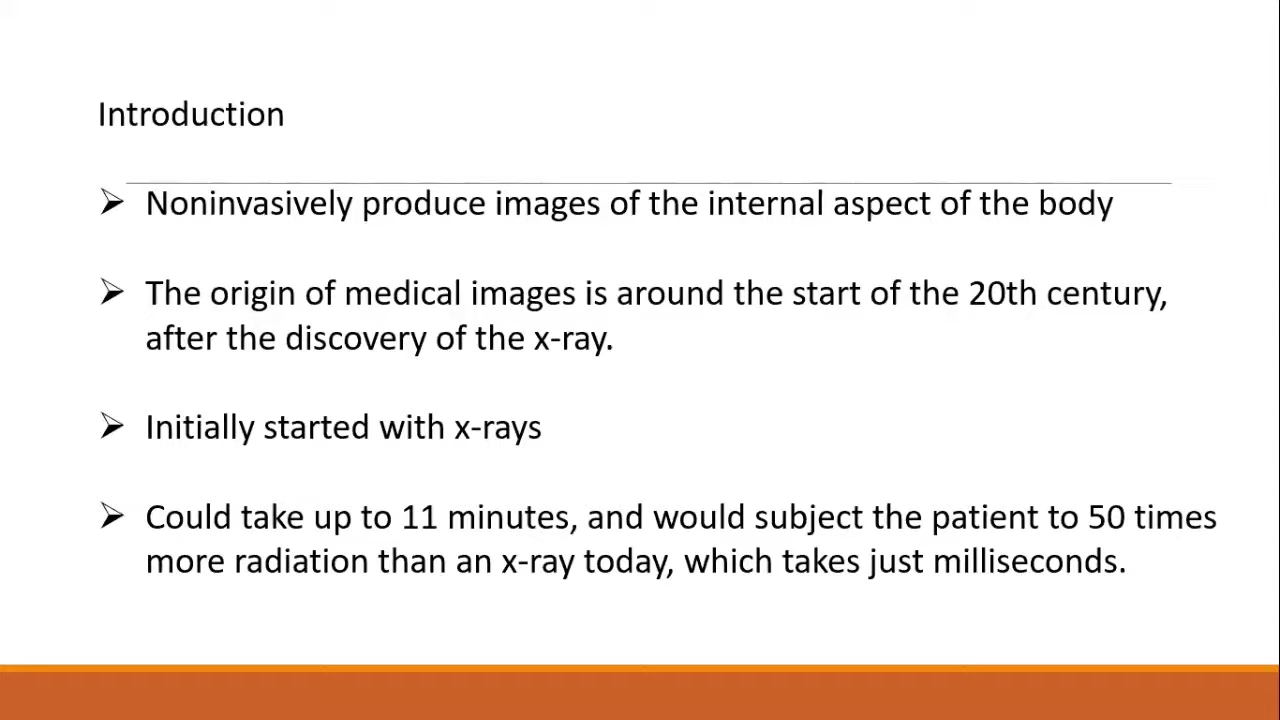 Introduction
➢ Noninvasively produce images of the internal aspect of the body
➢ The origin of medical images is around the start of the 20th century,
after the discovery of the x-ray.
➢ Initially started with x-rays
➢ Could take up to 11 minutes, and would subject the patient to 50 times
more radiation than an x-ray today, which takes just milliseconds.